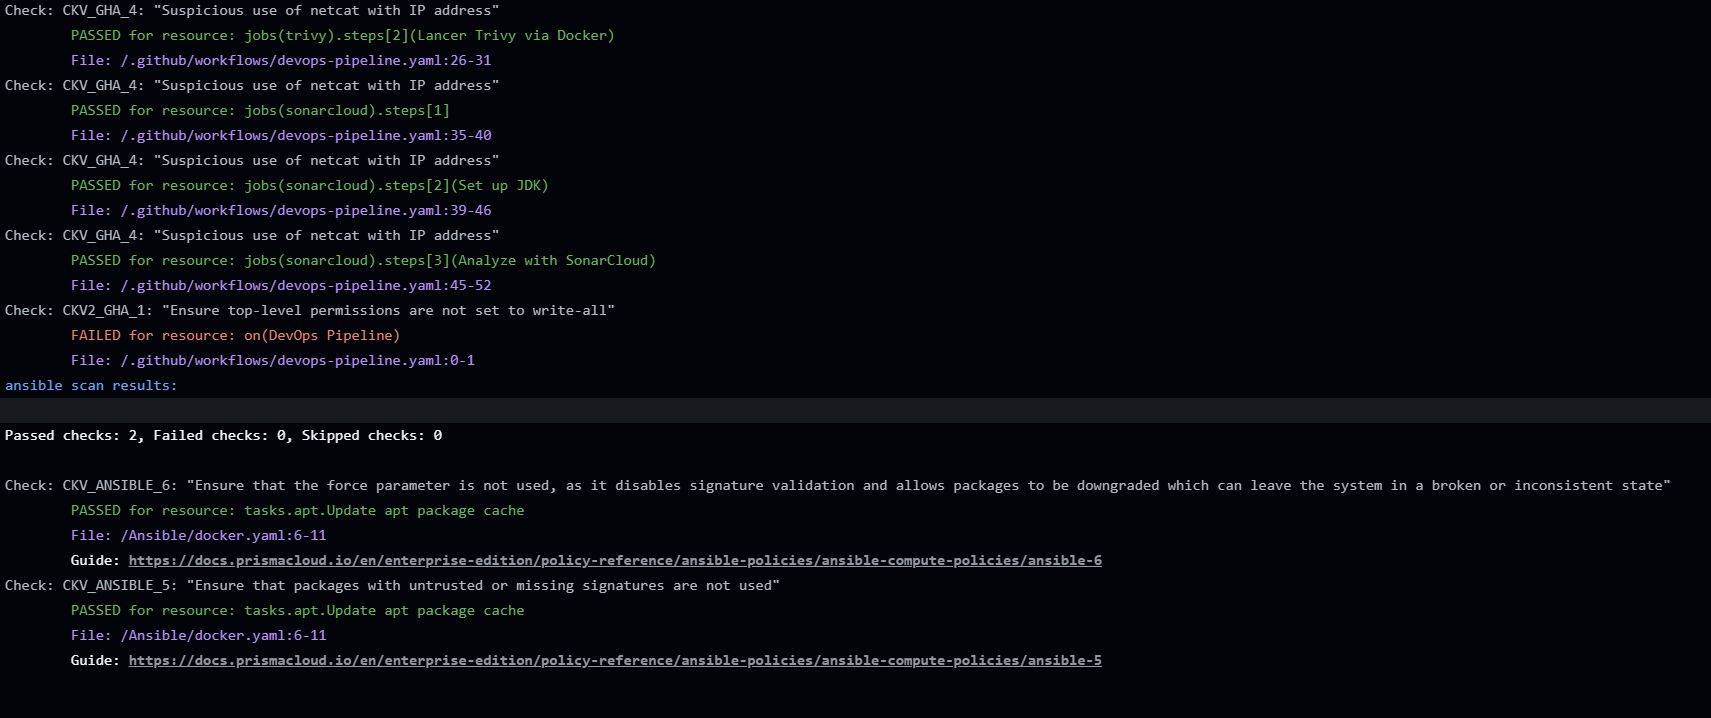 Check: CKV_GHA_4: "Suspicious use of netcat with IP address"
PASSED for resource: jobs(trivy).steps[2](Lancer Trivy via Docker)
File: /.github/workflows/devops-pipeline.yaml:26-31
Check: CKV_GHA_4: "Suspicious use of netcat with IP address"
PASSED for resource: jobs(sonarcloud).steps[1]
File: /.github/workflows/devops-pipeline.yaml:35-40
Check: CKV_GHA_4: "Suspicious use of netcat with IP address"
PASSED for resource: jobs(sonarcloud).steps[2](Set up JDK)
File: /.github/workflows/devops-pipeline.yaml:39-46
Check: CKV_GHA_4: "Suspicious use of netcat with IP address"
PASSED for resource: jobs(sonarcloud).steps[3](Analyze with SonarCloud)
File: /.github/workflows/devops-pipeline.yaml:45-52
Check: CKV2_GHA_1: "Ensure top-level permissions are not set to write-all"
FAILED for resource: on(DevOps Pipeline)
File: /.github/workflows/devops-pipeline.yaml:0-1
ansible scan results:
Passed checks: 2, Failed checks: 0, Skipped checks: 0
Check: CKV_ANSIBLE_6: "Ensure that the force parameter is not used, as it disables signature validation and allows packages to be downgraded which can leave the system in a broken or inconsistent state"
PASSED for resource: tasks.apt.Update apt package cache
File: /Ansible/docker.yaml:6-11
Guide: https://docs.prismacloud.io/en/enterprise-edition/policy-reference/ansible-policies/ansible-compute-policies/ansible-6
Check: CKV_ANSIBLE_5: "Ensure that packages with untrusted or missing signatures are not used"
PASSED for resource: tasks.apt.Update apt package cache
File: /Ansible/docker.yaml:6-11
Guide: https://docs.prismacloud.io/en/enterprise-edition/policy-reference/ansible-policies/ansible-compute-policies/ansible-5